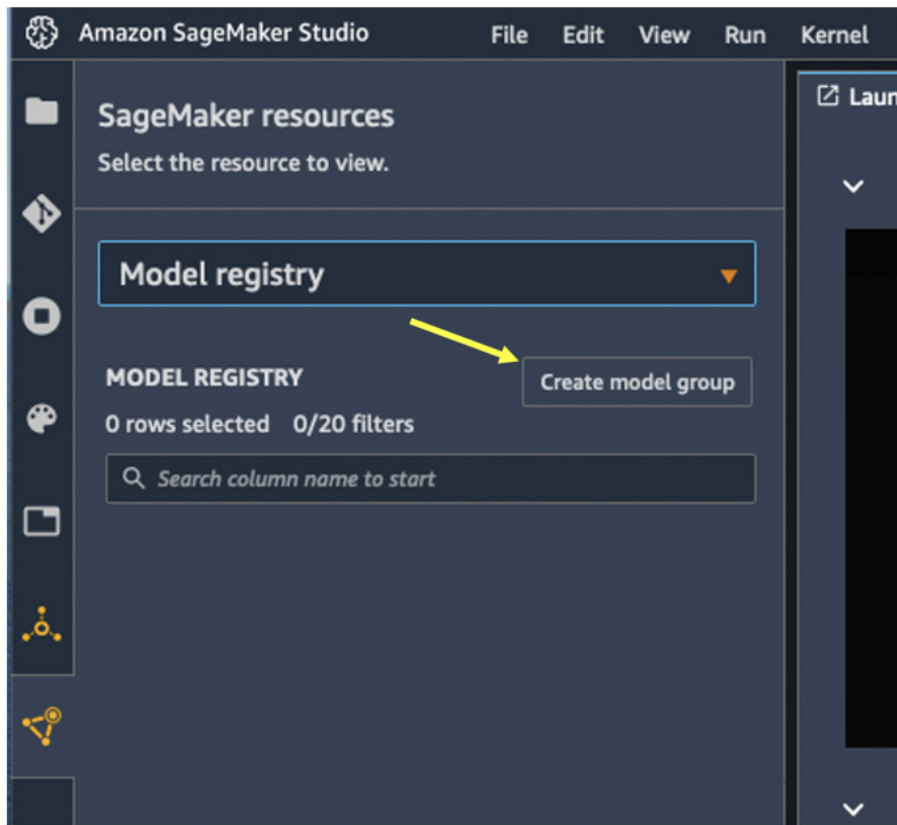 Amazon SageMaker Studio File Edit View Run Kernel
SageMaker resources
Select the resource to view.
Model registry
MODEL REGISTRY
Create model group
0 rows selected 0/20 filters
Search column name to start
Laun